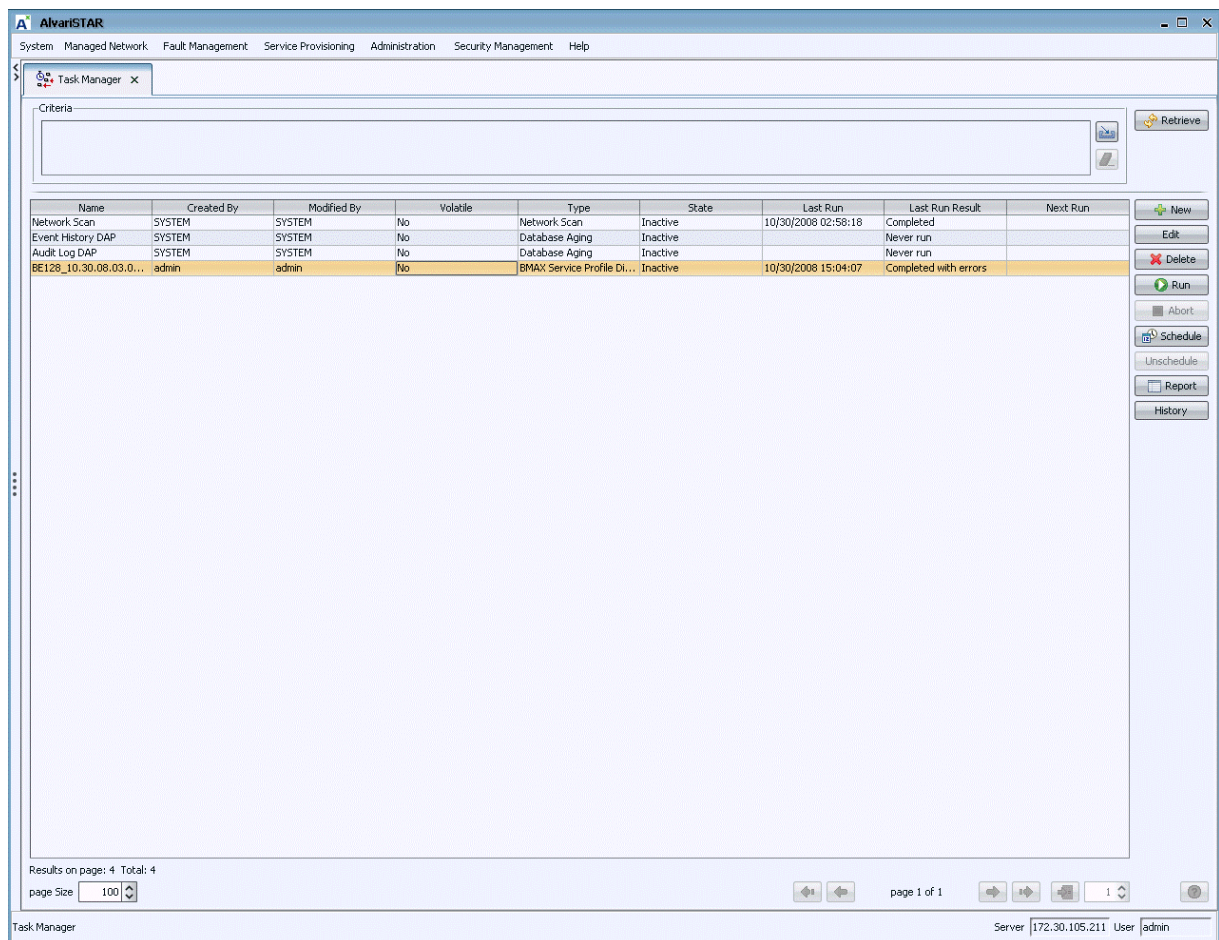 AlvariSTAR
System Managed Network Fault Management Service Provisioning Administration Security Management Help
Task Manager
Criteria
Retrieve
Name Created By Modified By Volatile Type State Last Run Last Run Result Next Run
Network Scan SYSTEM SYSTEM No Network Scan Inactive 10/30/2008 02:58:18 Completed
Event History DAP SYSTEM SYSTEM No Database Aging Inactive Never run
Audit Log DAP SYSTEM SYSTEM No Database Aging Inactive Never run
BE128_10.30.08.03.0... admin admin No BMAX Service Profile Di... Inactive 10/30/2008 15:04:07 Completed with errors
New
Edit
Delete
Run
Abort
Schedule
Unschedule
Report
History
Results on page: 4 Total: 4
page Size 100 page 1 of 1 1
Task Manager Server 172.30.105.211 User admin